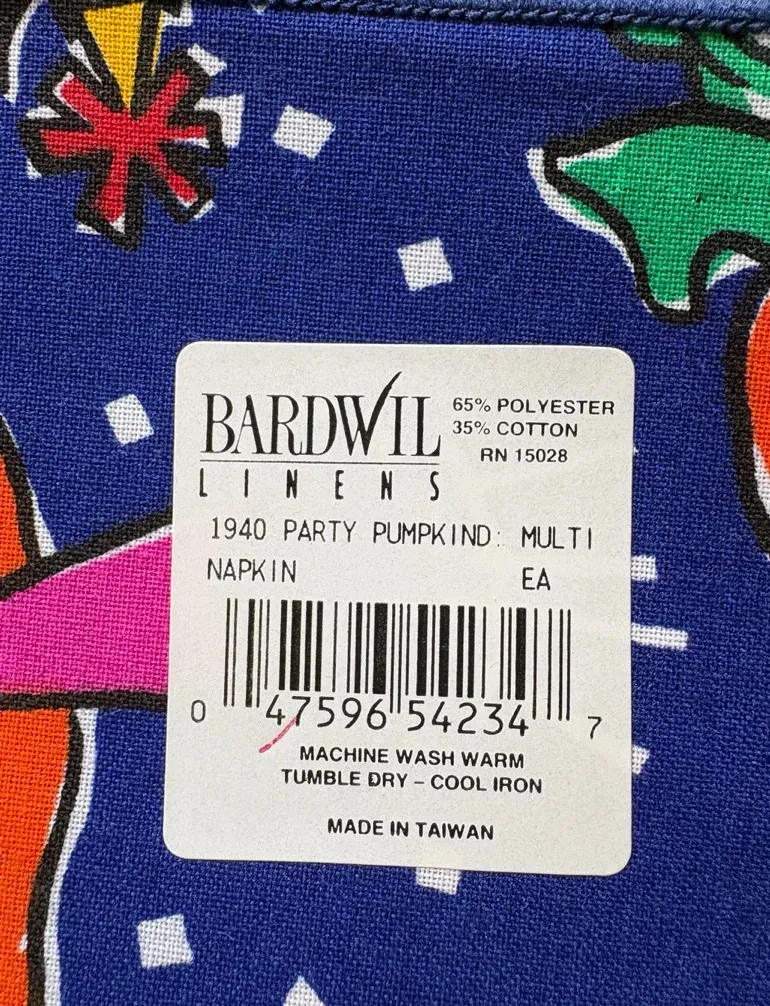 BARDWIL
LINENS
65% POLYESTER
35% COTTON
RN 15028
1940 PARTY PUMPKIND: MULTI
NAPKIN EA
0 47596 54234 7
MACHINE WASH WARM
TUMBLE DRY – COOL IRON
MADE IN TAIWAN